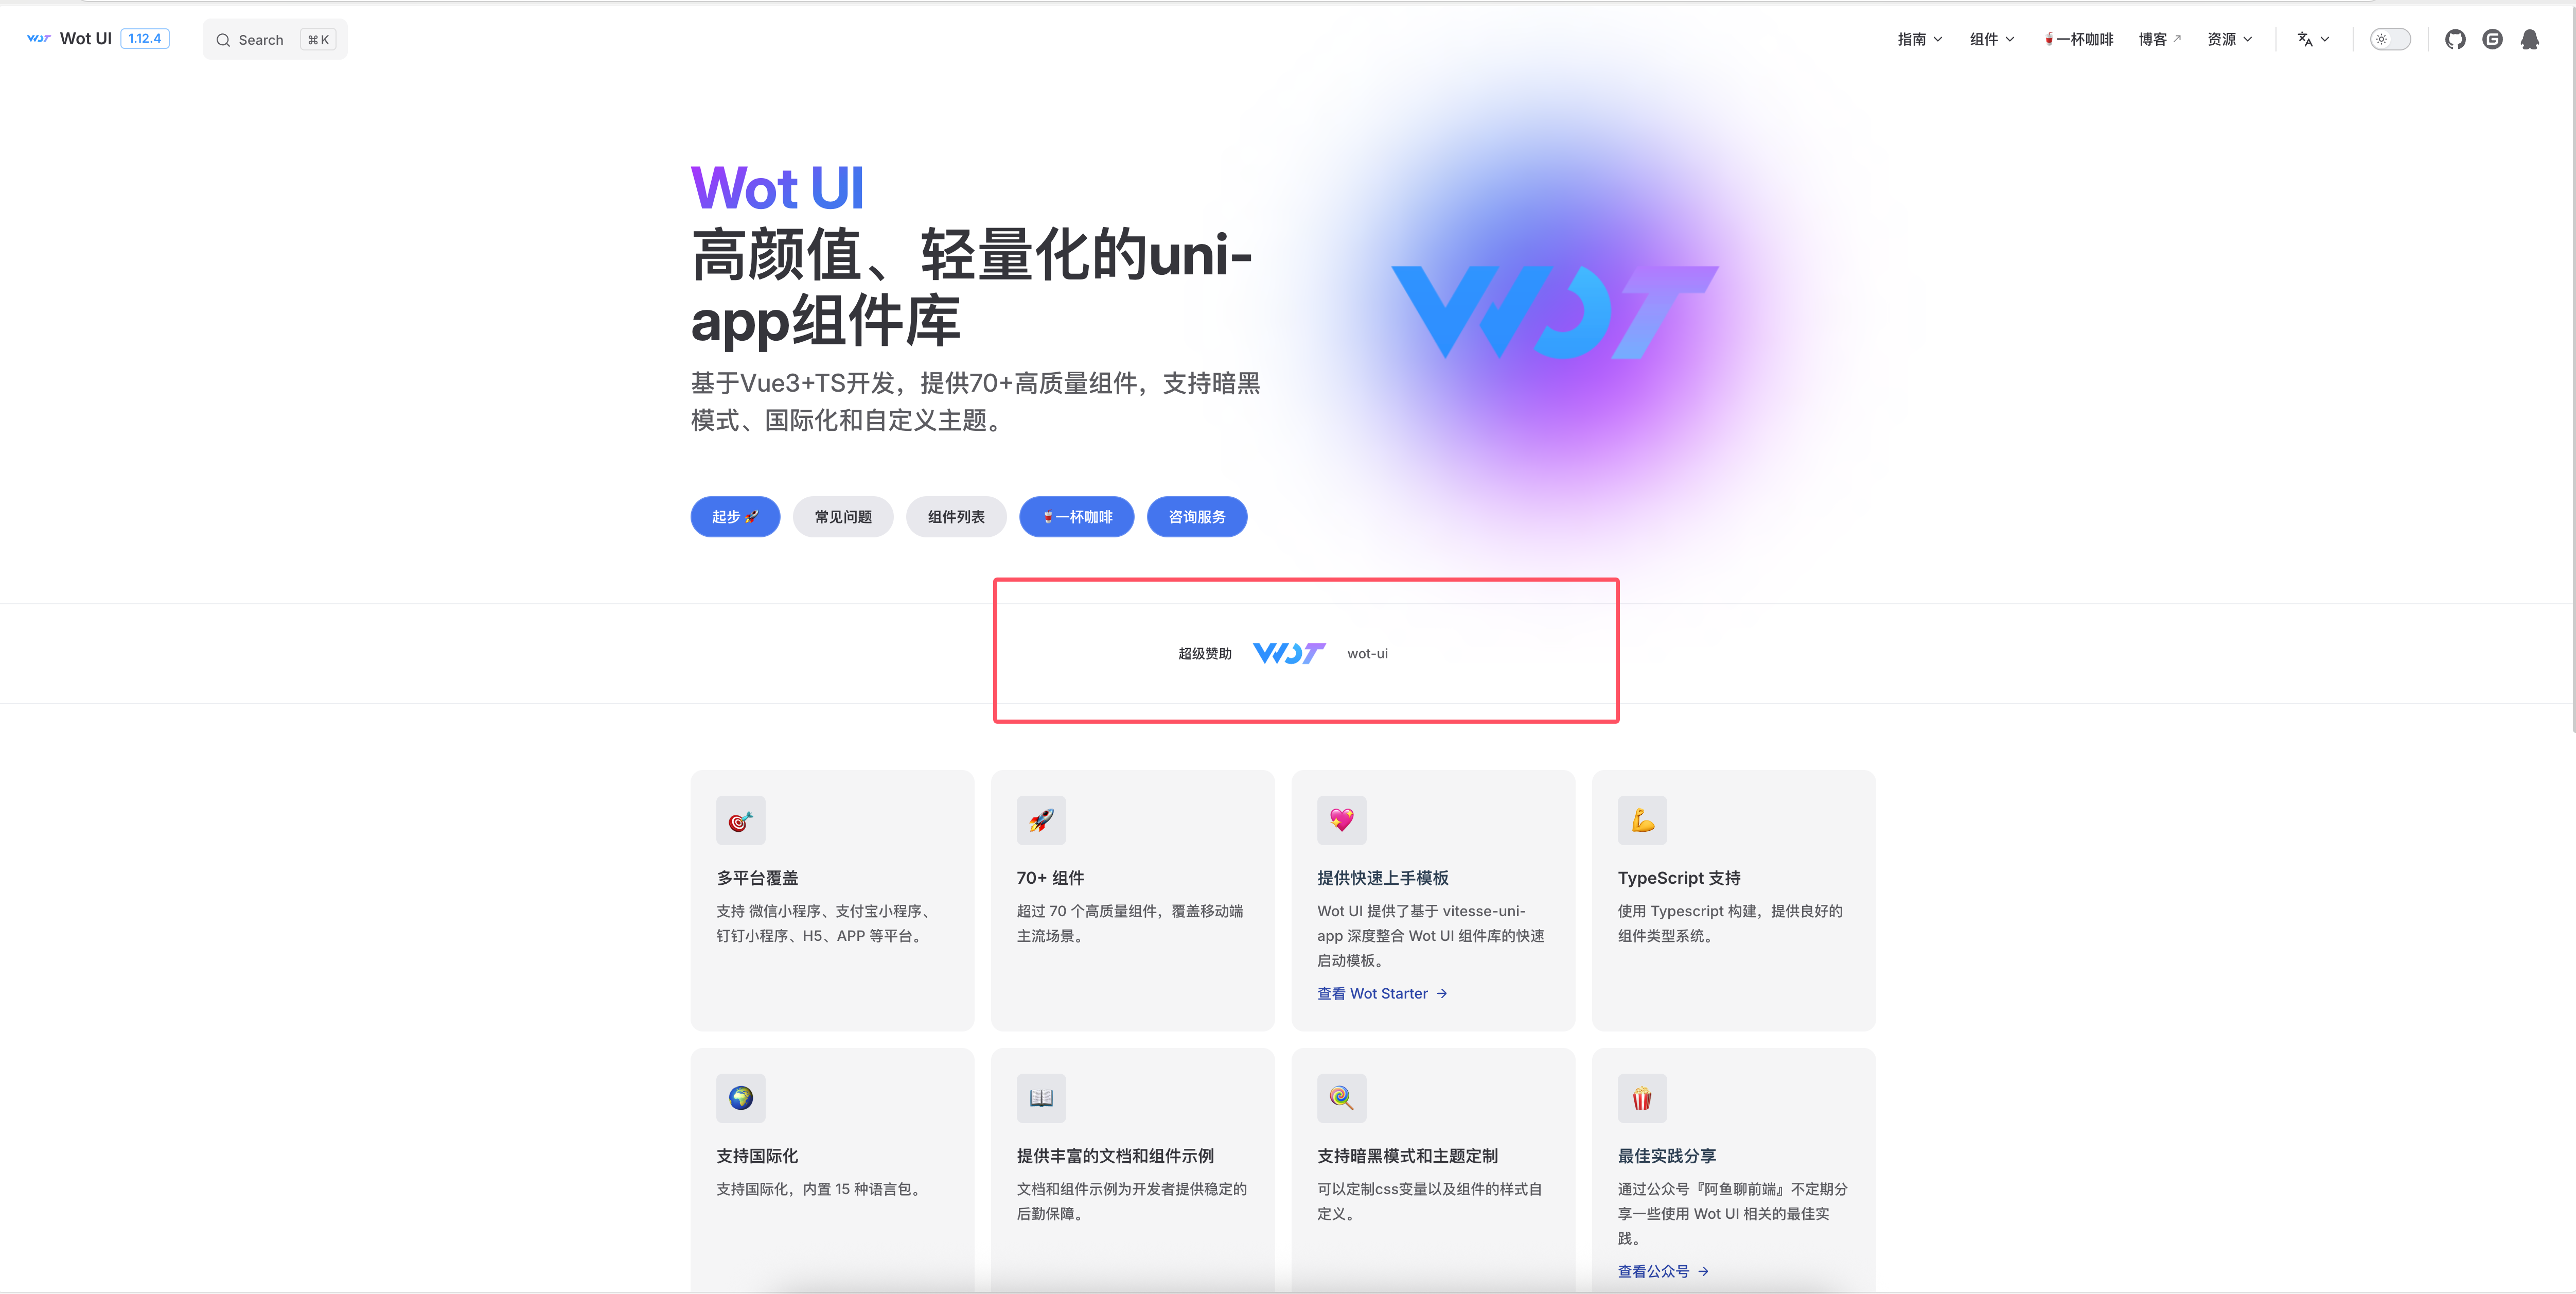 WOT Wot UI 1.12.4 Search ⌘ K 指南 组件 一杯咖啡 博客 资源
Wot UI
高颜值、轻量化的uni-
app组件库
基于Vue3+TS开发，提供70+高质量组件，支持暗黑
模式、国际化和自定义主题。
WOT
起步🚀 常见问题 组件列表 🍹一杯咖啡 咨询服务
超级赞助 WOT wot-ui
多平台覆盖
支持 微信小程序、支付宝小程序、
钉钉小程序、H5、APP 等平台。
70+ 组件
超过 70 个高质量组件，覆盖移动端
主流场景。
提供快速上手模板
Wot UI 提供了基于 vitesse-uni-
app 深度整合 Wot UI 组件库的快速
启动模板。
查看 Wot Starter →
TypeScript 支持
使用 Typescript 构建，提供良好的
组件类型系统。
支持国际化
支持国际化，内置 15 种语言包。
提供丰富的文档和组件示例
文档和组件示例为开发者提供稳定的
后勤保障。
支持暗黑模式和主题定制
可以定制css变量以及组件的样式自
定义。
最佳实践分享
通过公众号『阿鱼聊前端』不定期分
享一些使用 Wot UI 相关的最佳实
践。
查看公众号 →